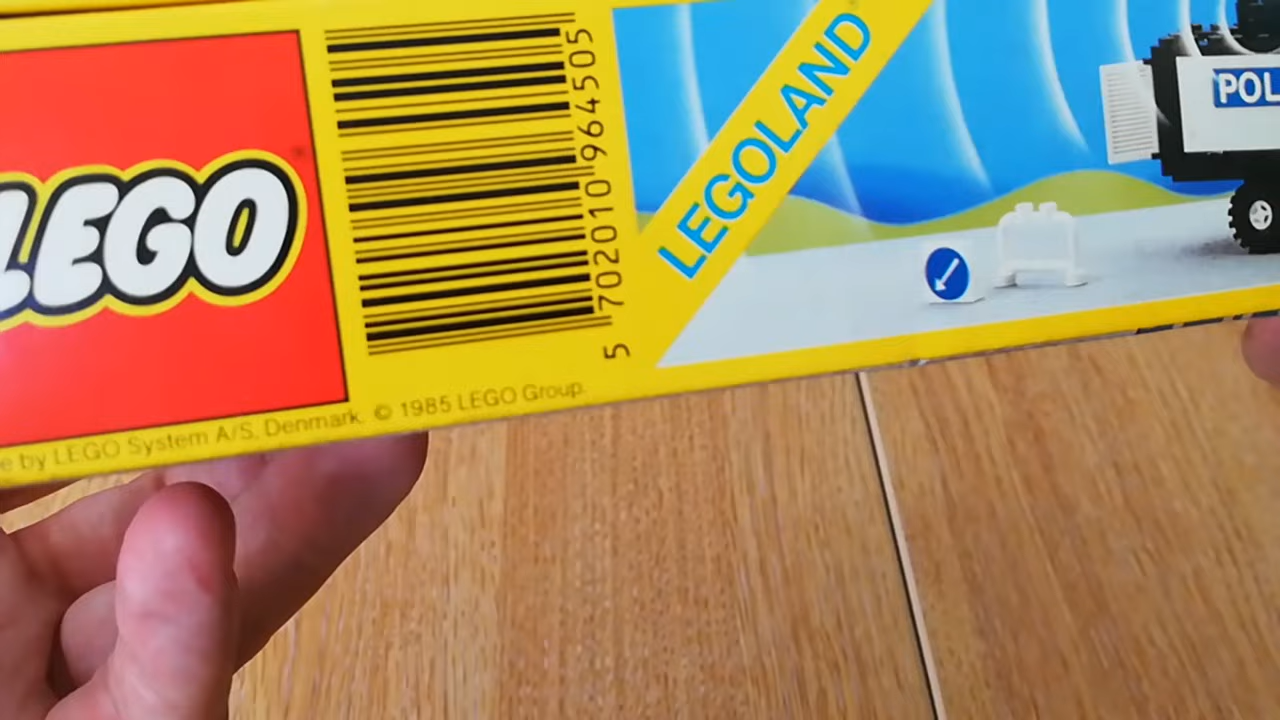 LEGO
5 702010 964505
LEGOLAND
POL
e by LEGO System A/S, Denmark. © 1985 LEGO Group.